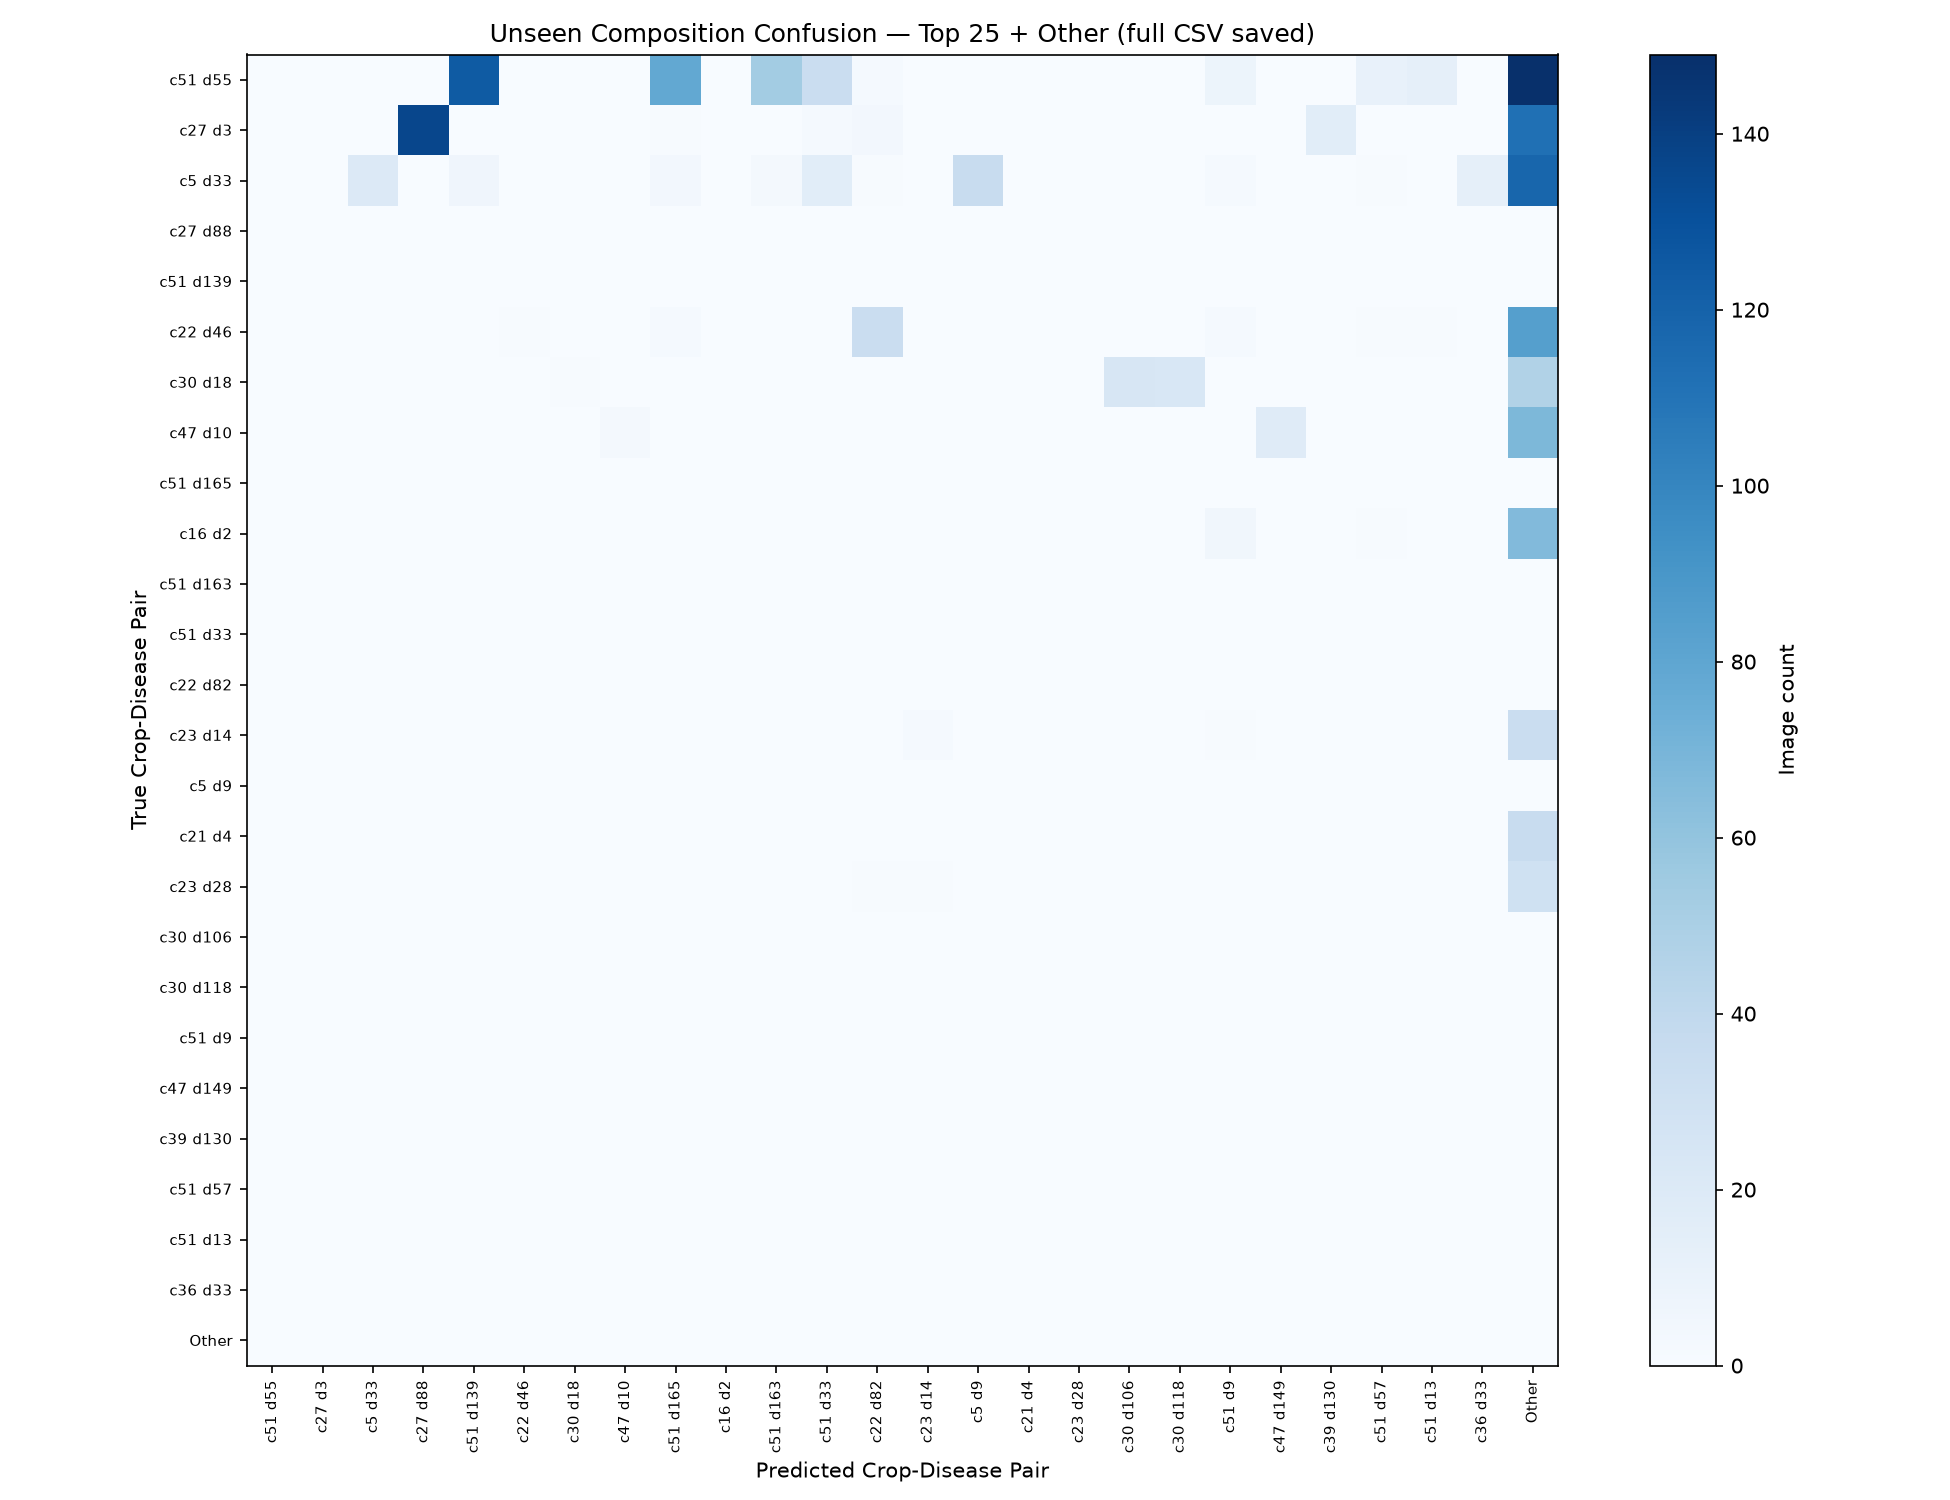 Unseen Composition Confusion — Top 25 + Other (full CSV saved)
True Crop-Disease Pair
c51 d55
c27 d3
c5 d33
c27 d88
c51 d139
c22 d46
c30 d18
c47 d10
c51 d165
c16 d2
c51 d163
c51 d33
c22 d82
c23 d14
c5 d9
c21 d4
c23 d28
c30 d106
c30 d118
c51 d9
c47 d149
c39 d130
c51 d57
c51 d13
c36 d33
Other
c51 d55
c27 d3
c5 d33
c27 d88
c51 d139
c22 d46
c30 d18
c47 d10
c51 d165
c16 d2
c51 d163
c51 d33
c22 d82
c23 d14
c5 d9
c21 d4
c23 d28
c30 d106
c30 d118
c51 d9
c47 d149
c39 d130
c51 d57
c51 d13
c36 d33
Other
Predicted Crop-Disease Pair
140
120
100
80
60
40
20
0
Image count